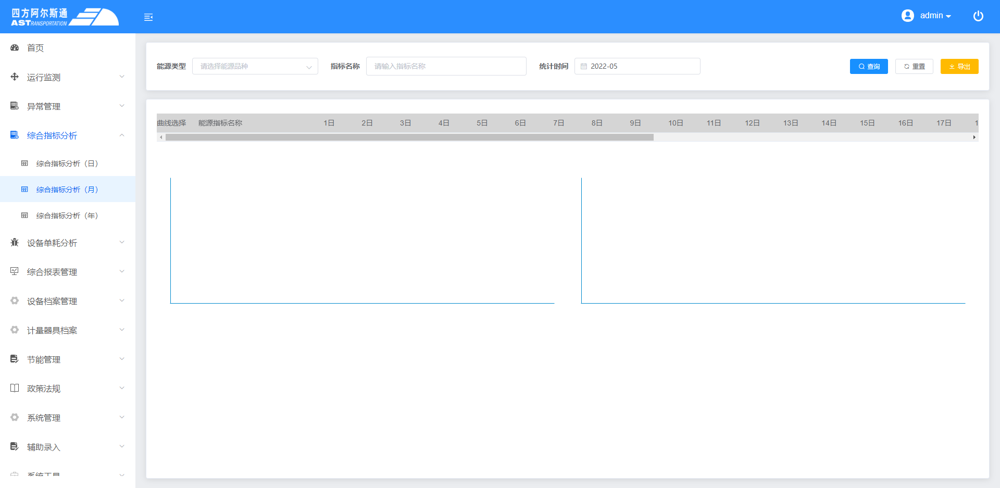 四方阿尔斯通
ASTRANSPORTATION
admin
首页
运行监测
异常管理
综合指标分析
综合指标分析（日）
综合指标分析（月）
综合指标分析（年）
设备单耗分析
综合报表管理
设备档案管理
计量器具档案
节能管理
政策法规
系统管理
辅助录入
系统工具
能源类型 请选择能源品种 指标名称 请输入指标名称 统计时间 2022-05 查询 重置 导出
曲线选择 能源指标名称 1日 2日 3日 4日 5日 6日 7日 8日 9日 10日 11日 12日 13日 14日 15日 16日 17日 1